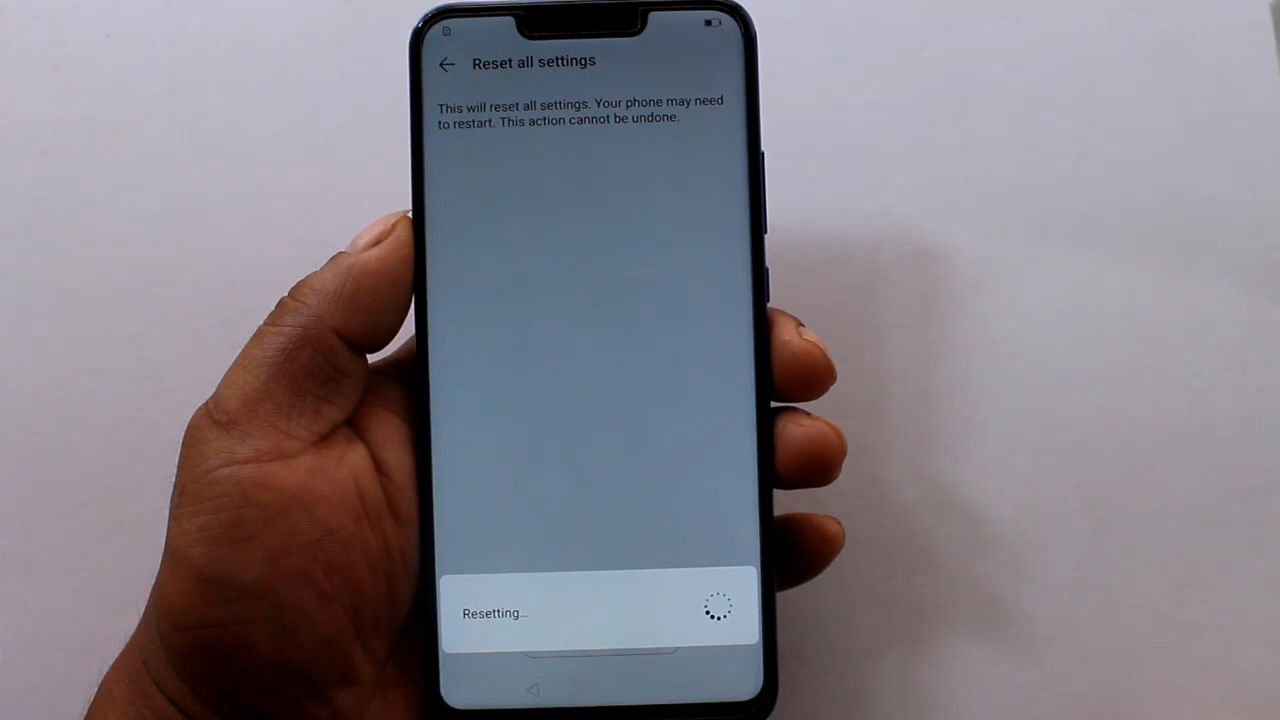 Reset all settings
This will reset all settings. Your phone may need
to restart. This action cannot be undone.
Resetting...